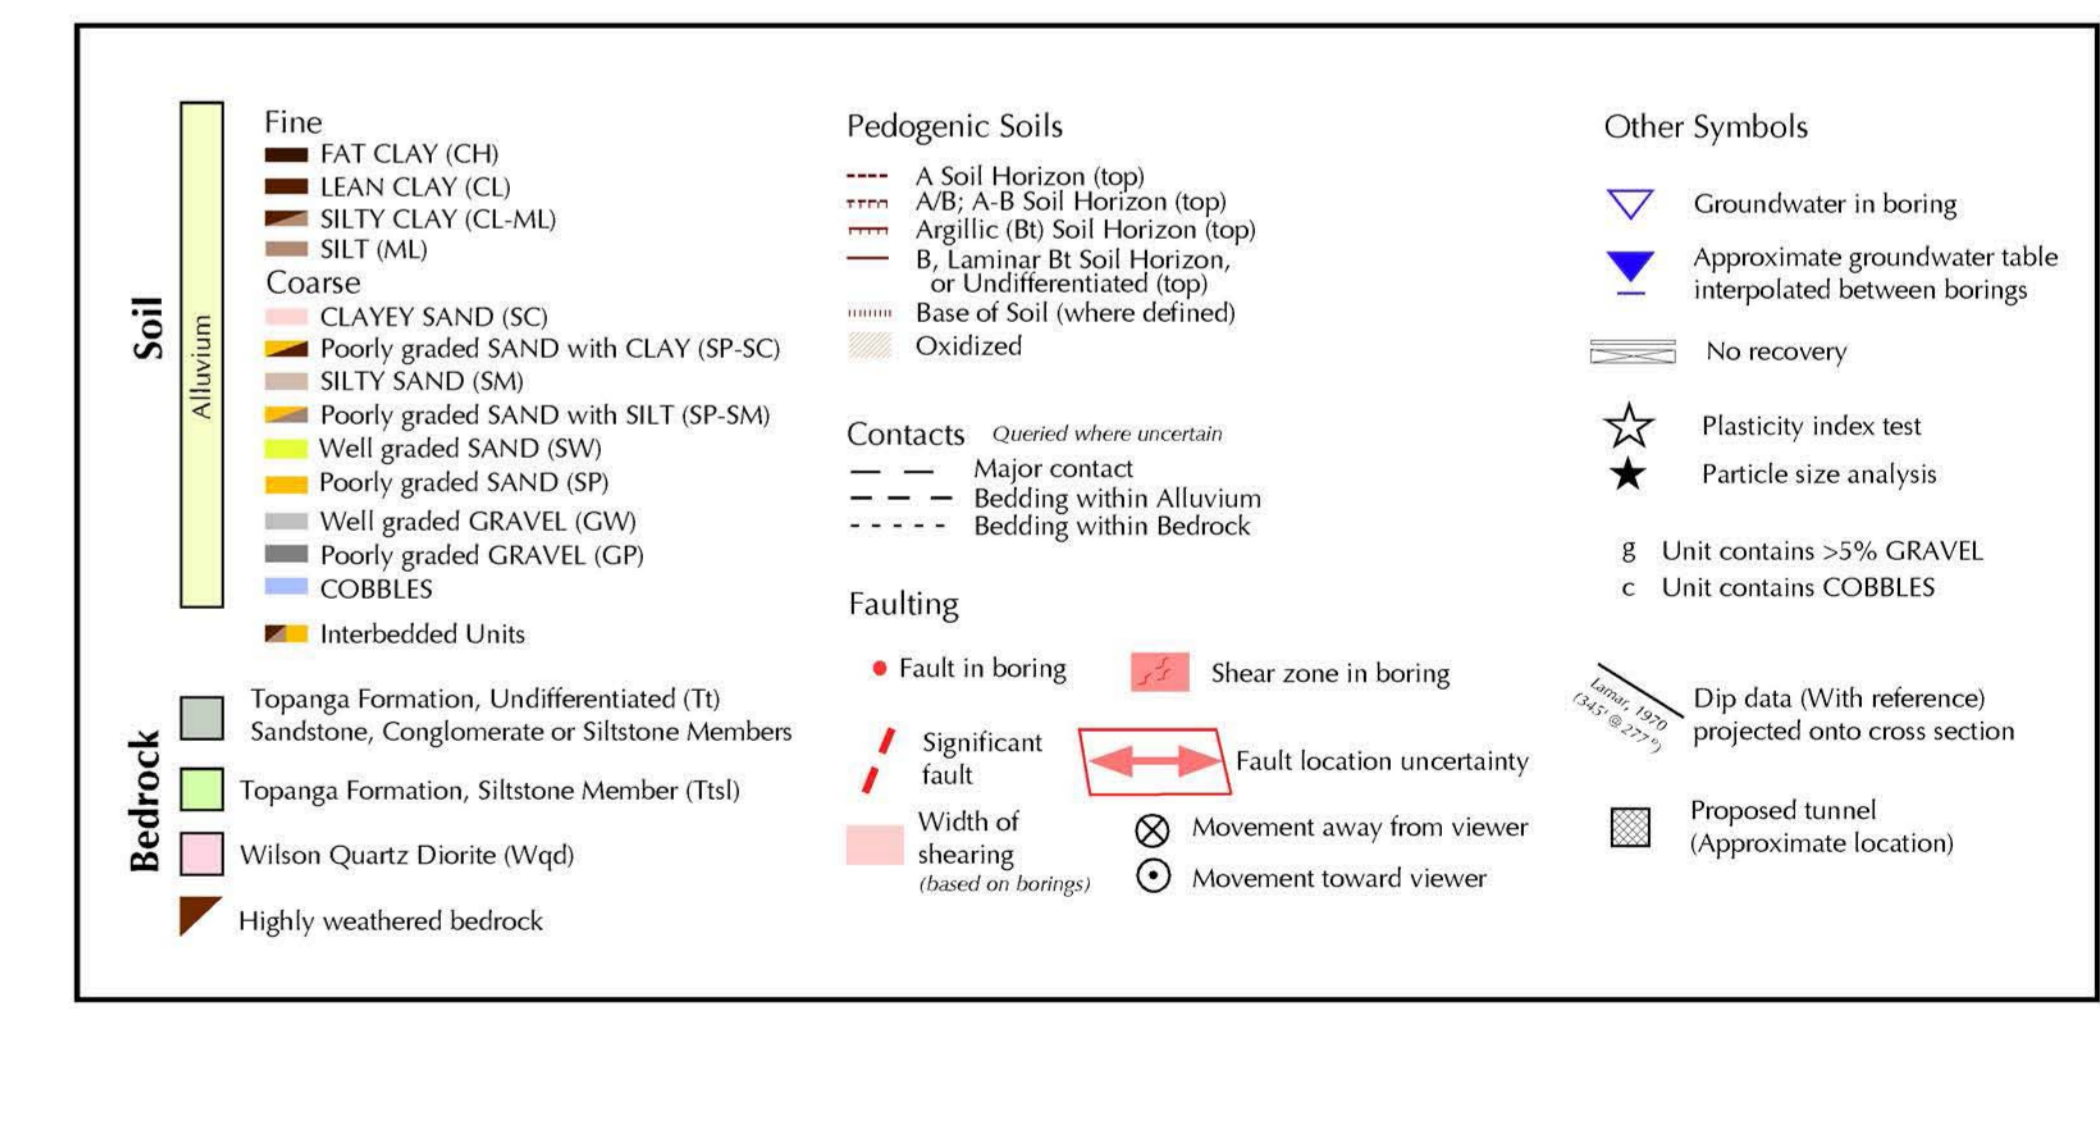 Soil
Alluvium
Fine
FAT CLAY (CH)
LEAN CLAY (CL)
SILTY CLAY (CL-ML)
SILT (ML)
Coarse
CLAYEY SAND (SC)
Poorly graded SAND with CLAY (SP-SC)
SILTY SAND (SM)
Poorly graded SAND with SILT (SP-SM)
Well graded SAND (SW)
Poorly graded SAND (SP)
Well graded GRAVEL (GW)
Poorly graded GRAVEL (GP)
COBBLES
Interbedded Units
Bedrock
Topanga Formation, Undifferentiated (Tt)
Sandstone, Conglomerate or Siltstone Members
Topanga Formation, Siltstone Member (Ttsl)
Wilson Quartz Diorite (Wqd)
Highly weathered bedrock
Pedogenic Soils
A Soil Horizon (top)
A/B; A-B Soil Horizon (top)
Argillic (Bt) Soil Horizon (top)
B, Laminar Bt Soil Horizon,
or Undifferentiated (top)
Base of Soil (where defined)
Oxidized
Contacts Queried where uncertain
Major contact
Bedding within Alluvium
Bedding within Bedrock
Faulting
Fault in boring
Shear zone in boring
Significant
fault
Fault location uncertainty
Width of
shearing
(based on borings)
Movement away from viewer
Movement toward viewer
Other Symbols
Groundwater in boring
Approximate groundwater table
interpolated between borings
No recovery
Plasticity index test
Particle size analysis
g Unit contains >5% GRAVEL
c Unit contains COBBLES
Lamar, 1970
(345' @ 277°)
Dip data (With reference)
projected onto cross section
Proposed tunnel
(Approximate location)